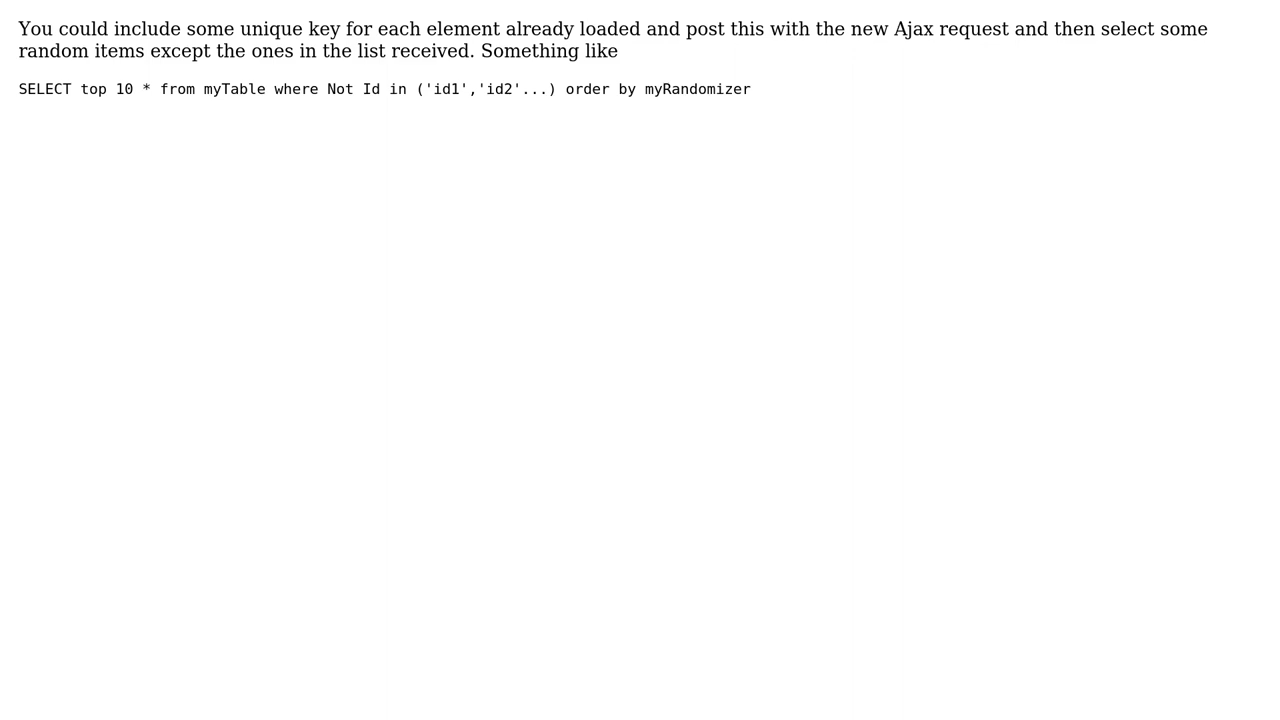 You could include some unique key for each element already loaded and post this with the new Ajax request and then select some
random items except the ones in the list received. Something like
SELECT top 10 * from myTable where Not Id in ('id1','id2'...) order by myRandomizer